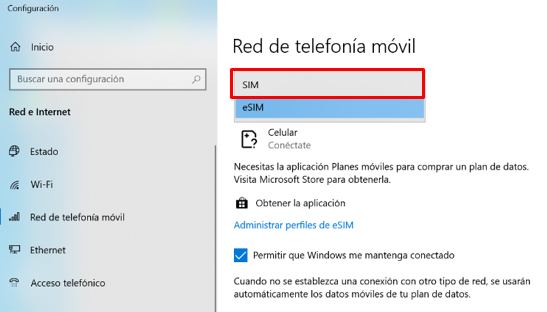 Configuración
Inicio
Buscar una configuración
Red e Internet
Estado
Wi-Fi
Red de telefonía móvil
Ethernet
Acceso telefónico
Red de telefonía móvil
SIM
eSIM
Celular
Conéctate
Necesitas la aplicación Planes móviles para comprar un plan de datos.
Visita Microsoft Store para obtenerla.
Obtener la aplicación
Administrar perfiles de eSIM
Permitir que Windows me mantenga conectado
Cuando no se establezca una conexión con otro tipo de red, se usarán
automáticamente los datos móviles de tu plan de datos.